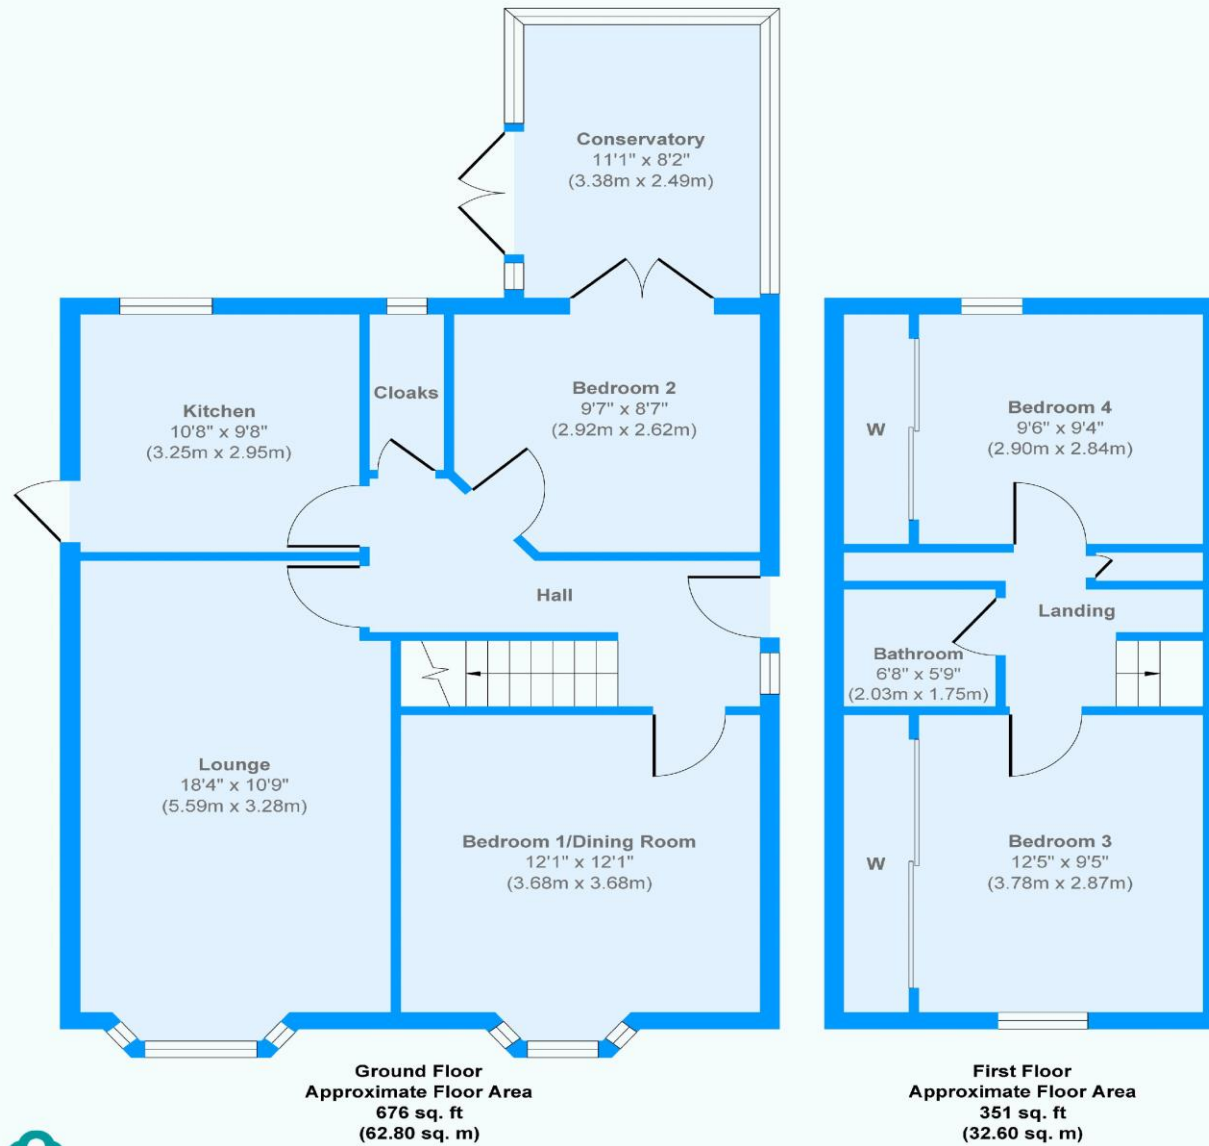 Conservatory
11'1" x 8'2"
(3.38m x 2.49m)
Kitchen
10'8" x 9'8"
(3.25m x 2.95m)
Cloaks
Bedroom 2
9'7" x 8'7"
(2.92m x 2.62m)
Hall
Lounge
18'4" x 10'9"
(5.59m x 3.28m)
Bedroom 1/Dining Room
12'1" x 12'1"
(3.68m x 3.68m)
Ground Floor
Approximate Floor Area
676 sq. ft
(62.80 sq. m)
W
Bedroom 4
9'6" x 9'4"
(2.90m x 2.84m)
Landing
Bathroom
6'8" x 5'9"
(2.03m x 1.75m)
W
Bedroom 3
12'5" x 9'5"
(3.78m x 2.87m)
First Floor
Approximate Floor Area
351 sq. ft
(32.60 sq. m)